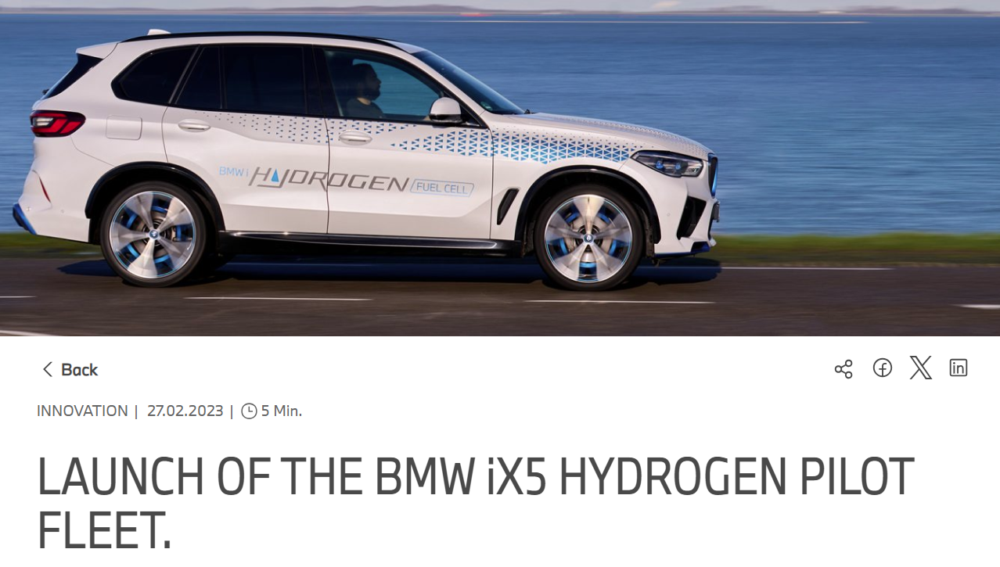 BMW i HYDROGEN FUEL CELL
Back
INNOVATION | 27.02.2023 | 5 Min.
LAUNCH OF THE BMW iX5 HYDROGEN PILOT
FLEET.